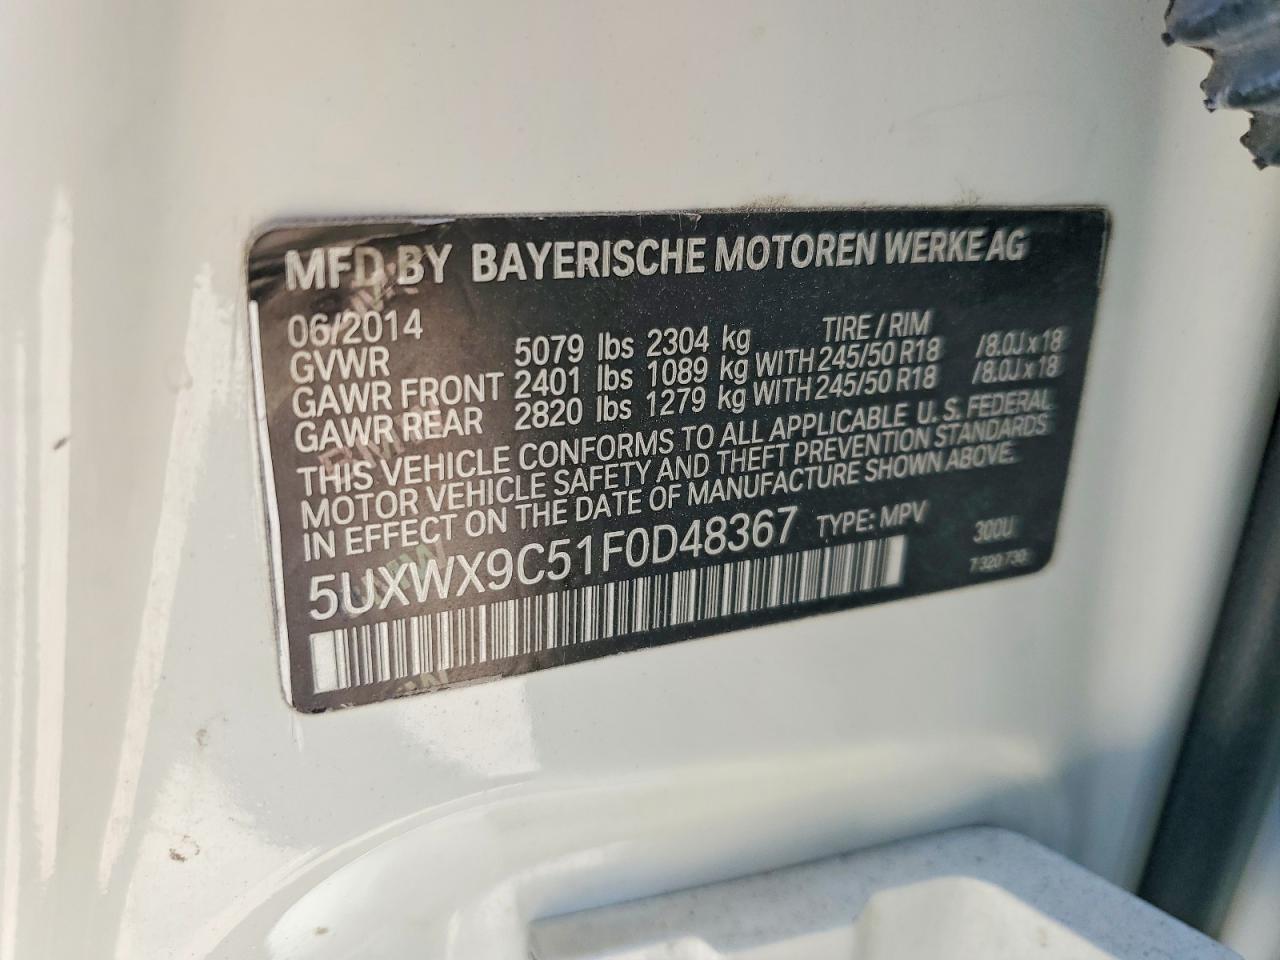 MFD BY BAYERISCHE MOTOREN WERKE AG
06/2014 TIRE / RIM
GVWR 5079 lbs 2304 kg
GAWR FRONT 2401 lbs 1089 kg WITH 245/50 R18 /8.0J x 18
GAWR REAR 2820 lbs 1279 kg WITH 245/50 R18 /8.0J x 18
THIS VEHICLE CONFORMS TO ALL APPLICABLE U.S. FEDERAL
MOTOR VEHICLE SAFETY AND THEFT PREVENTION STANDARDS
IN EFFECT ON THE DATE OF MANUFACTURE SHOWN ABOVE.
5UXWX9C51F0D48367 TYPE: MPV 300U